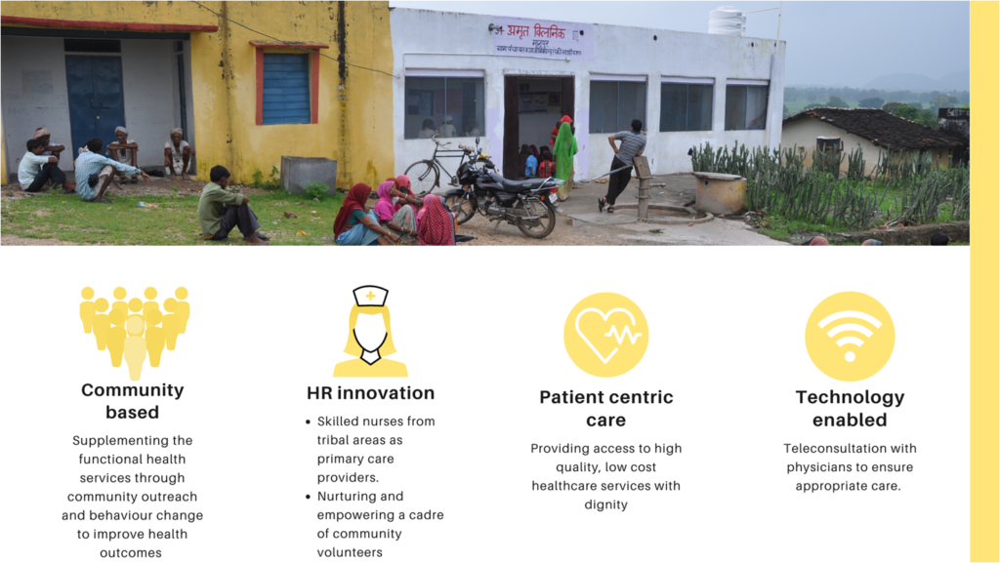 अमृत क्लिनिक
मानपुर
Community
based
Supplementing the
functional health
services through
community outreach
and behaviour change
to improve health
outcomes
HR innovation
• Skilled nurses from
tribal areas as
primary care
providers.
• Nurturing and
empowering a cadre
of community
volunteers
Patient centric
care
Providing access to high
quality, low cost
healthcare services with
dignity
Technology
enabled
Teleconsultation with
physicians to ensure
appropriate care.